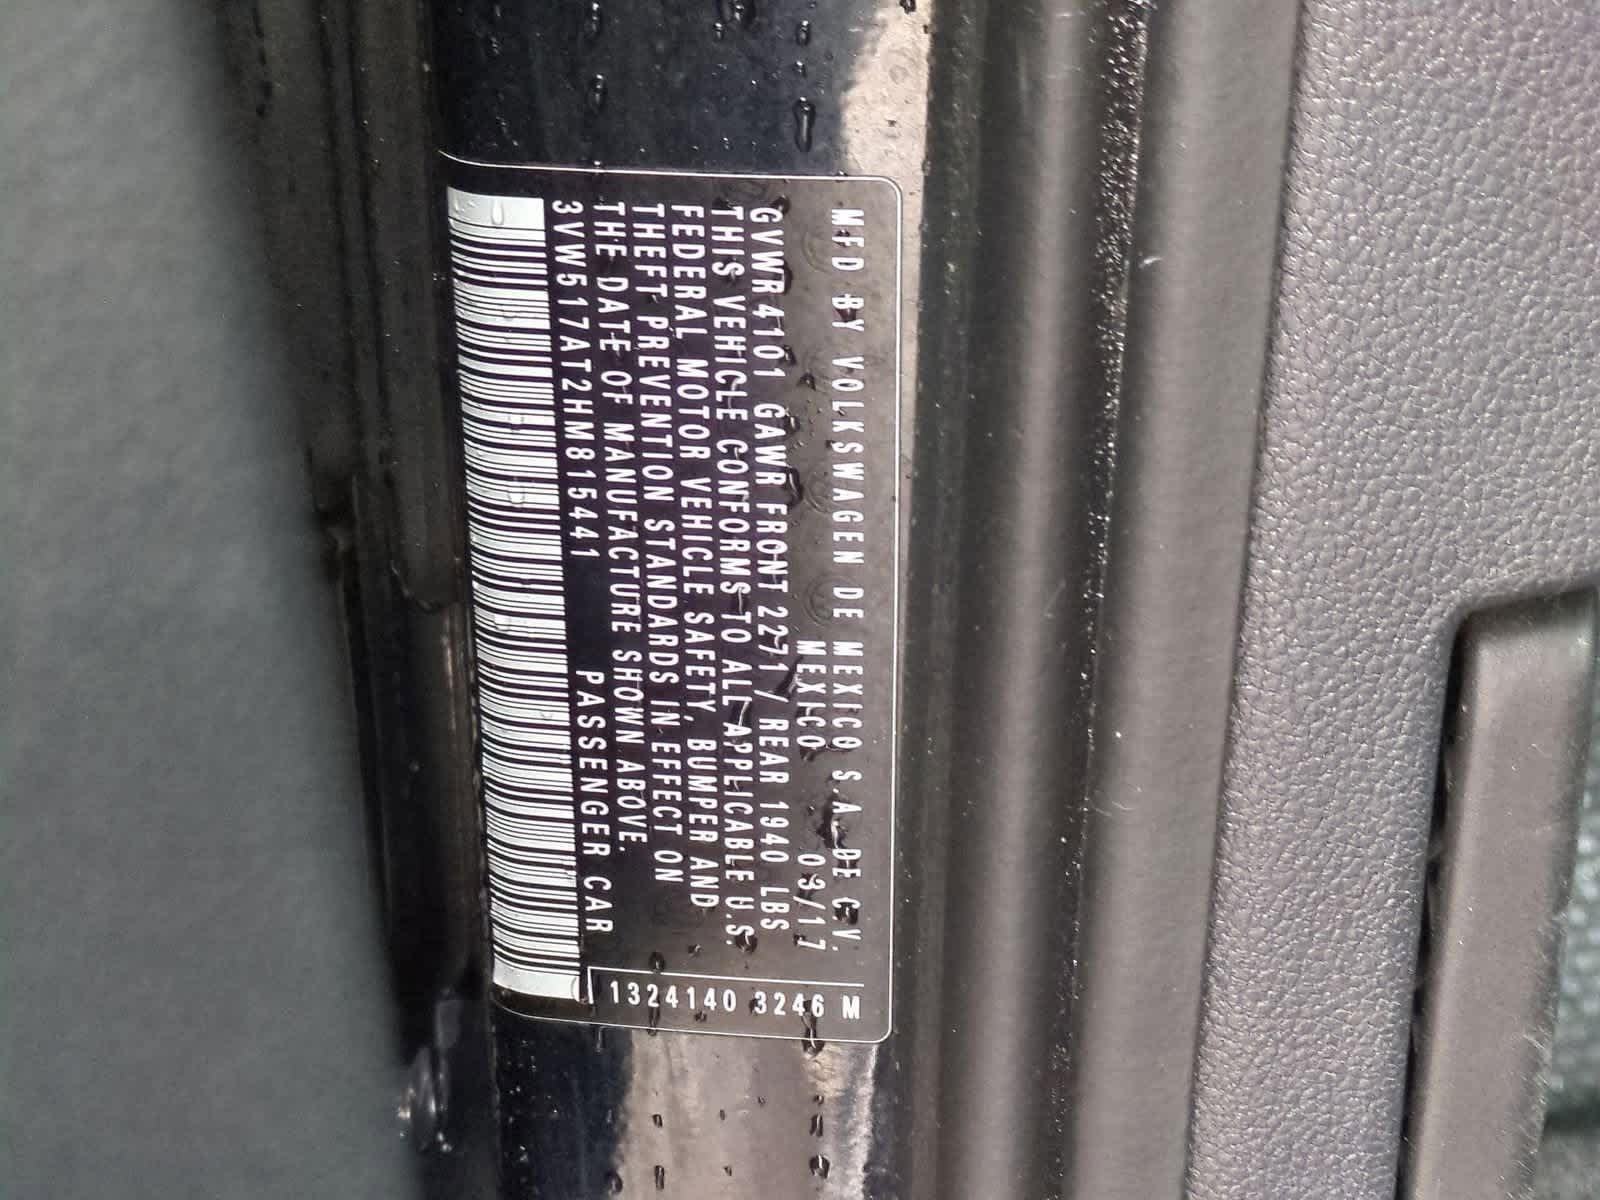 MFD BY VOLKSWAGEN DE MEXICO S.A. DE C.V.
MEXICO 03/17
GVWR 4101 GAWR FRONT 2271 / REAR 1940 LBS
THIS VEHICLE CONFORMS TO ALL APPLICABLE U.S.
FEDERAL MOTOR VEHICLE SAFETY, BUMPER AND
THEFT PREVENTION STANDARDS IN EFFECT ON
THE DATE OF MANUFACTURE SHOWN ABOVE.
3VW517AT2HM815441 PASSENGER CAR
1324140 3246 M